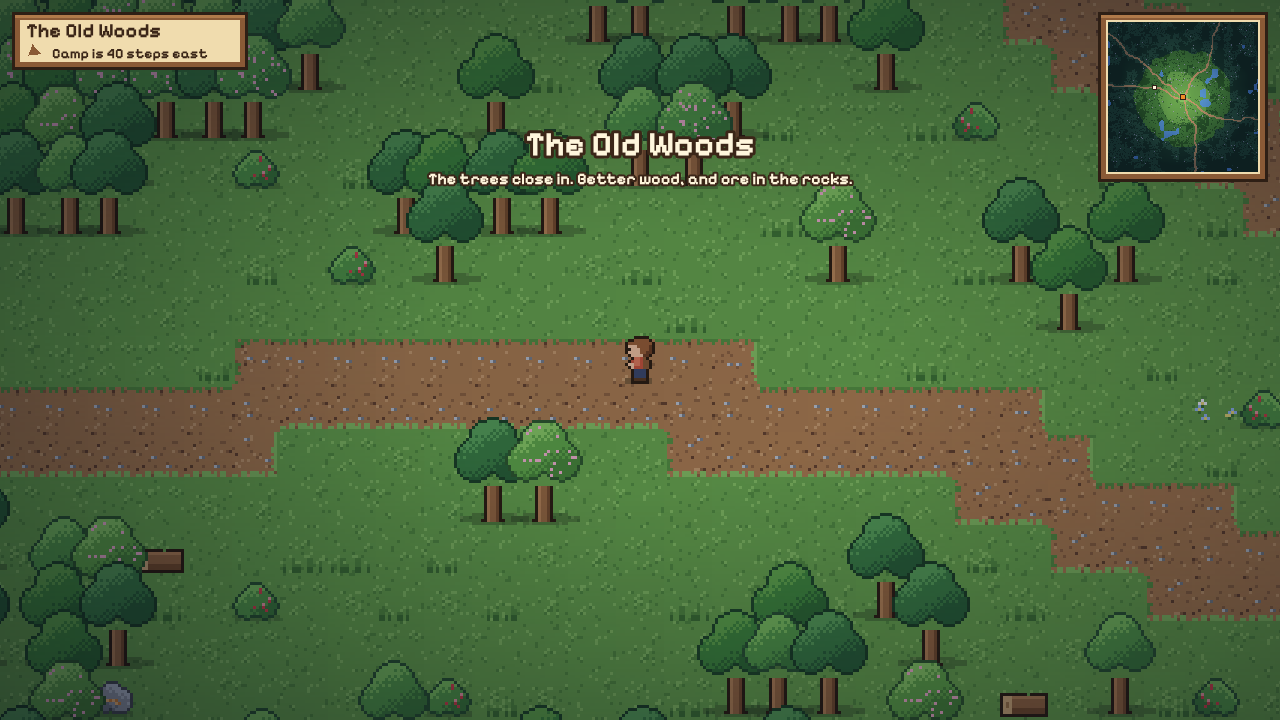 The Old Woods
Camp is 40 steps east
The Old Woods
The trees close in. Better wood, and ore in the rocks.